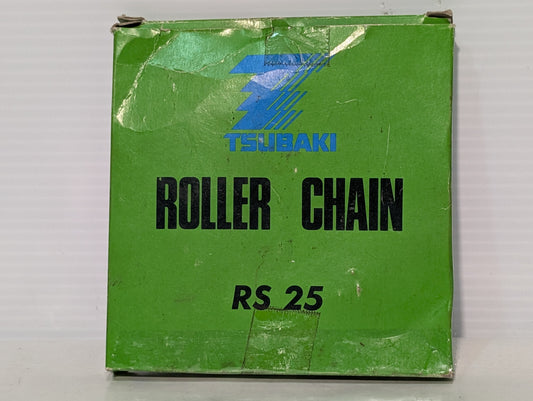 TSUBAKI
ROLLER CHAIN
RS 25